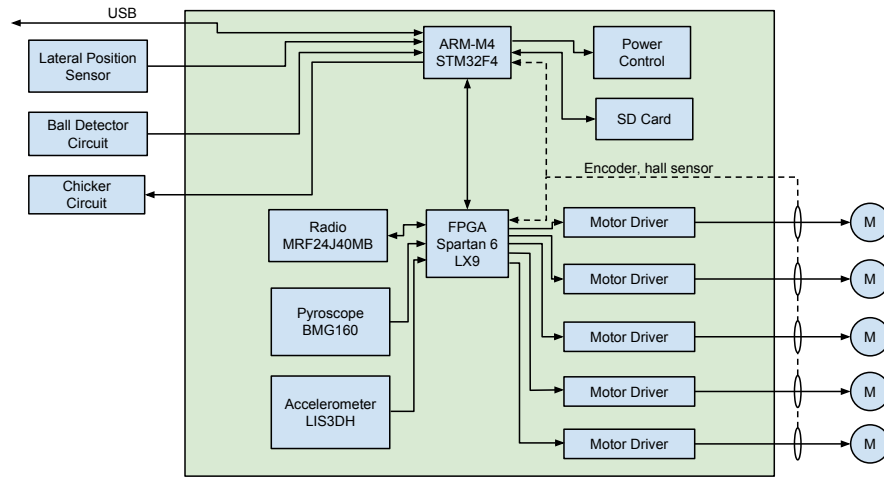 USB
Lateral Position
Sensor
Ball Detector
Circuit
Chicker
Circuit
ARM-M4
STM32F4
Power
Control
SD Card
Encoder, hall sensor
Radio
MRF24J40MB
FPGA
Spartan 6
LX9
Pyroscope
BMG160
Accelerometer
LIS3DH
Motor Driver
M
Motor Driver
M
Motor Driver
M
Motor Driver
M
Motor Driver
M